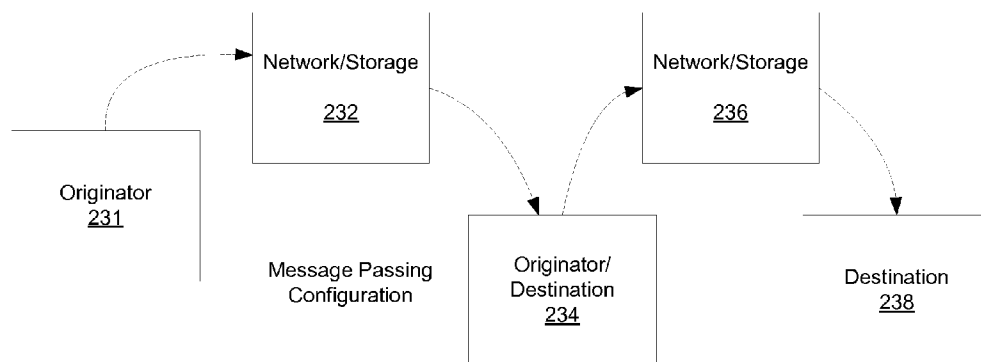 Network/Storage
232
Network/Storage
236
Originator
231
Message Passing
Configuration
Originator/
Destination
234
Destination
238